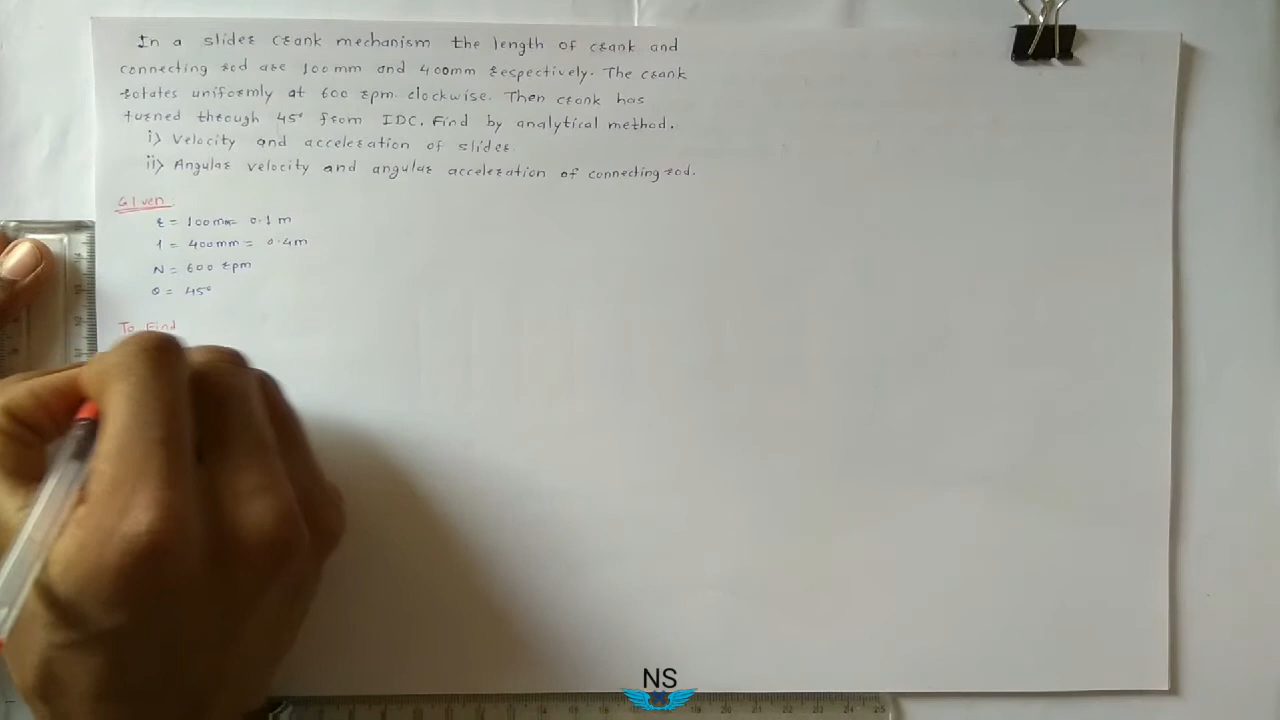 In a slider crank mechanism the length of crank and
connecting rod are 100mm and 400mm respectively. The crank
rotates uniformly at 600 rpm. clockwise. Then crank has
turned through 45° from IDC. Find by analytical method.
i) Velocity and acceleration of slider.
ii) Angular velocity and angular acceleration of connecting rod.
Given :
r = 100mm = 0.1 m
l = 400mm = 0.4m
N = 600 rpm
θ = 45°
To Find
NS